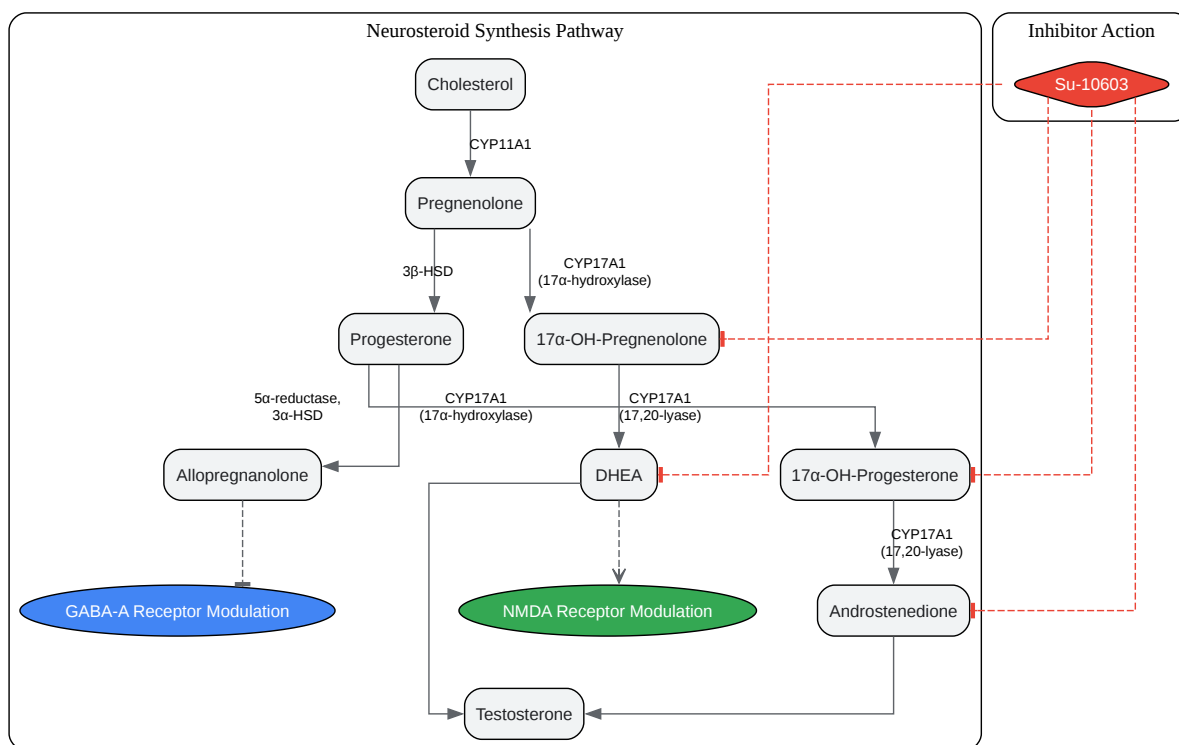 Neurosteroid Synthesis Pathway
Inhibitor Action
Cholesterol
Su-10603
CYP11A1
Pregnenolone
3β-HSD
CYP17A1
(17α-hydroxylase)
Progesterone
17α-OH-Pregnenolone
5α-reductase,
3α-HSD
CYP17A1
(17α-hydroxylase)
CYP17A1
(17,20-lyase)
Allopregnanolone
DHEA
17α-OH-Progesterone
CYP17A1
(17,20-lyase)
GABA-A Receptor Modulation
NMDA Receptor Modulation
Androstenedione
Testosterone